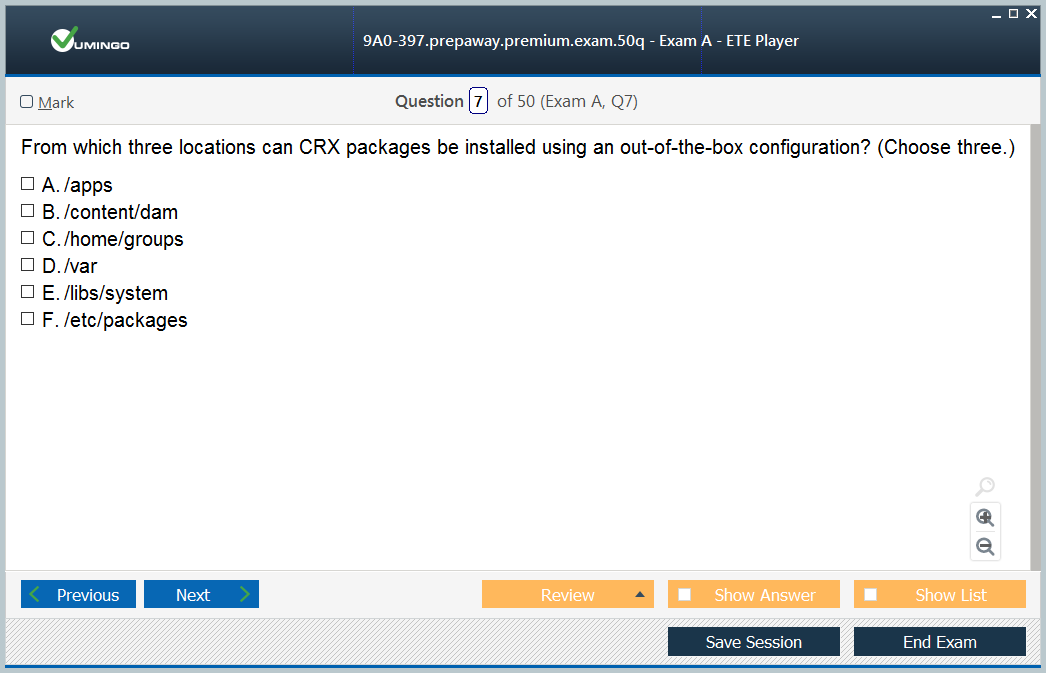 VUMINGO
9A0-397.prepaway.premium.exam.50q - Exam A - ETE Player
Mark
Question 7 of 50 (Exam A, Q7)
From which three locations can CRX packages be installed using an out-of-the-box configuration? (Choose three.)
A. /apps
B. /content/dam
C. /home/groups
D. /var
E. /libs/system
F. /etc/packages
Previous
Next
Review
Show Answer
Show List
Save Session
End Exam